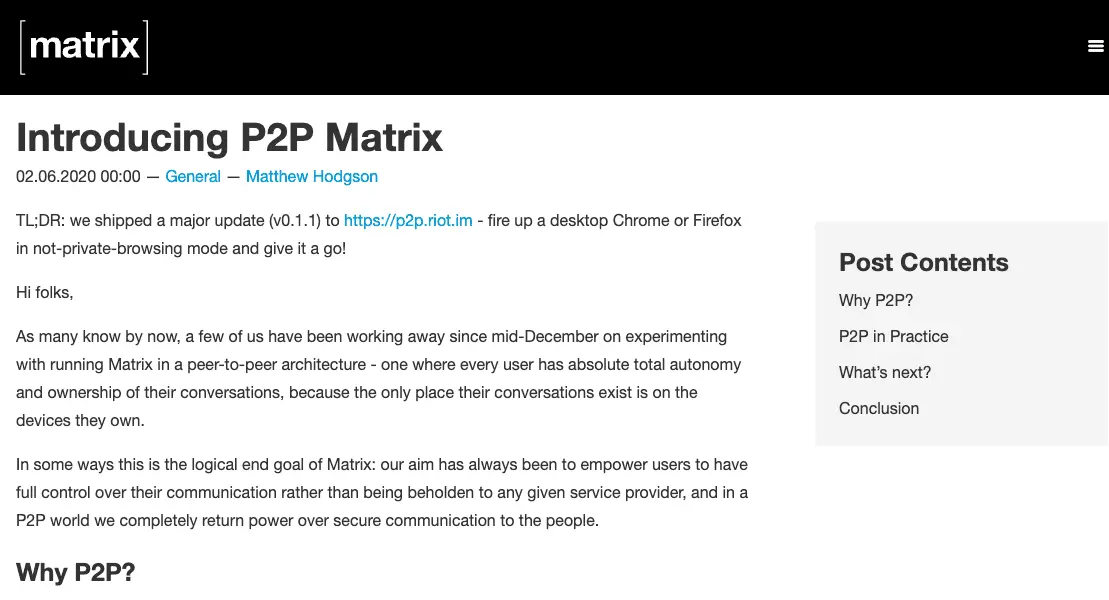 [matrix]
Introducing P2P Matrix
02.06.2020 00:00 — General — Matthew Hodgson
TL;DR: we shipped a major update (v0.1.1) to https://p2p.riot.im - fire up a desktop Chrome or Firefox
in not-private-browsing mode and give it a go!
Hi folks,
As many know by now, a few of us have been working away since mid-December on experimenting
with running Matrix in a peer-to-peer architecture - one where every user has absolute total autonomy
and ownership of their conversations, because the only place their conversations exist is on the
devices they own.
In some ways this is the logical end goal of Matrix: our aim has always been to empower users to have
full control over their communication rather than being beholden to any given service provider, and in a
P2P world we completely return power over secure communication to the people.
Why P2P?
Post Contents
Why P2P?
P2P in Practice
What’s next?
Conclusion